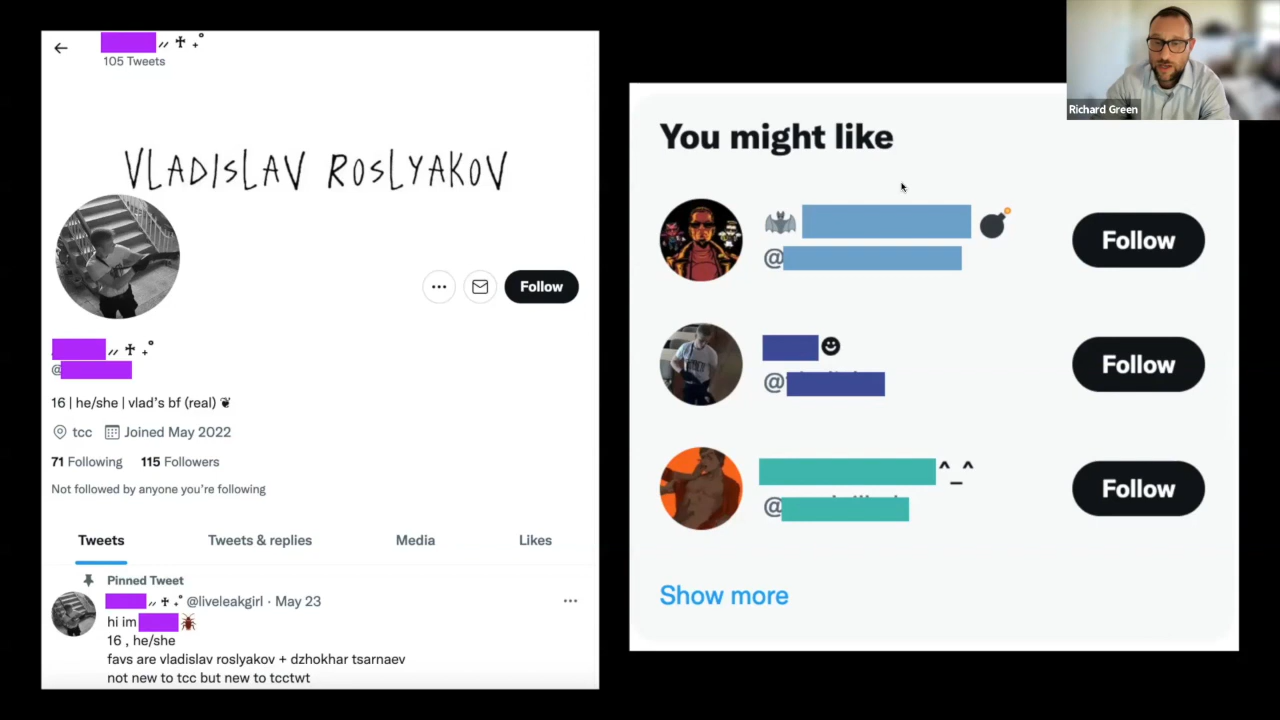 105 Tweets
VLADISLAV ROSLYAKOV
Follow
@
16 | he/she | vlad's bf (real) ❦
tcc Joined May 2022
71 Following 115 Followers
Not followed by anyone you're following
Tweets Tweets & replies Media Likes
Pinned Tweet
@liveleakgirl · May 23
hi im
16 , he/she
favs are vladislav roslyakov + dzhokhar tsarnaev
not new to tcc but new to tcctwt
You might like
@
Follow
@
Follow
^_^
@
Follow
Show more
Richard Green